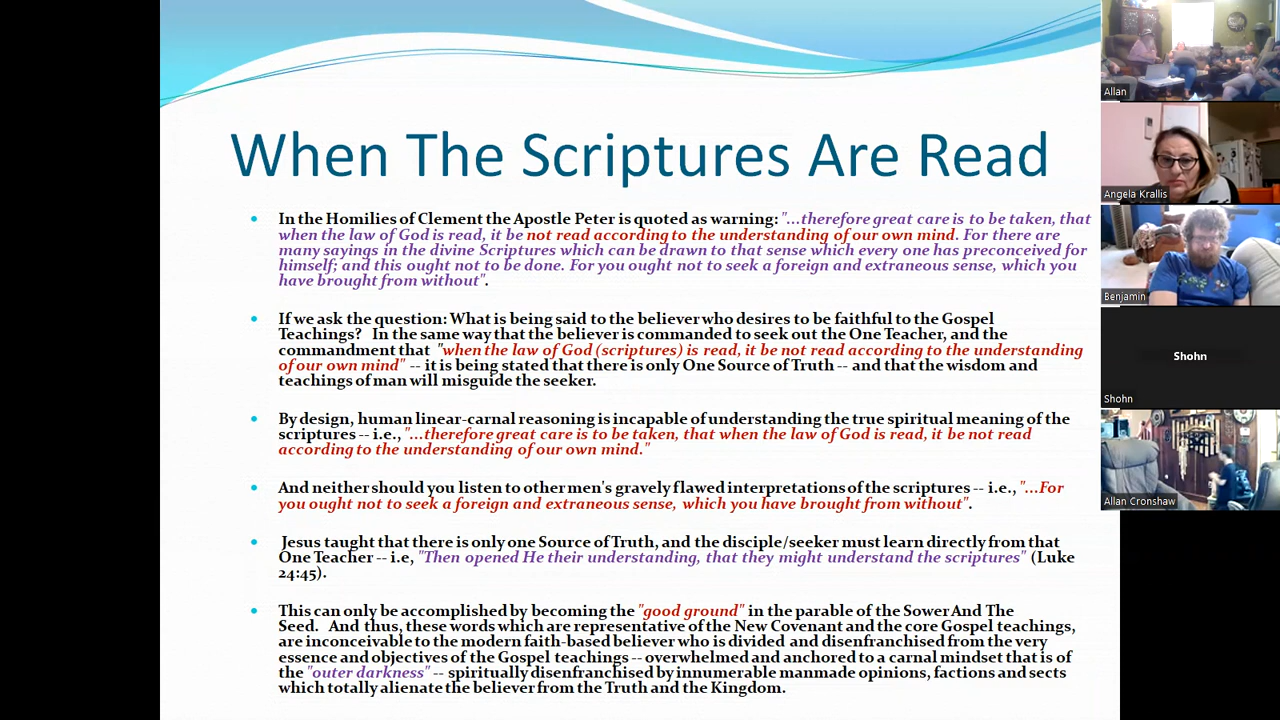 When The Scriptures Are Read
• In the Homilies of Clement the Apostle Peter is quoted as warning: "...therefore great care is to be taken, that
when the law of God is read, it be not read according to the understanding of our own mind. For there are
many sayings in the divine Scriptures which can be drawn to that sense which every one has preconceived for
himself; and this ought not to be done. For you ought not to seek a foreign and extraneous sense, which you
have brought from without".
• If we ask the question: What is being said to the believer who desires to be faithful to the Gospel
Teachings? In the same way that the believer is commanded to seek out the One Teacher, and the
commandment that "when the law of God (scriptures) is read, it be not read according to the understanding
of our own mind" -- it is being stated that there is only One Source of Truth -- and that the wisdom and
teachings of man will misguide the seeker.
• By design, human linear-carnal reasoning is incapable of understanding the true spiritual meaning of the
scriptures -- i.e., "...therefore great care is to be taken, that when the law of God is read, it be not read
according to the understanding of our own mind."
• And neither should you listen to other men's gravely flawed interpretations of the scriptures -- i.e., "...For
you ought not to seek a foreign and extraneous sense, which you have brought from without".
• Jesus taught that there is only one Source of Truth, and the disciple/seeker must learn directly from that
One Teacher -- i.e, "Then opened He their understanding, that they might understand the scriptures" (Luke
24:45).
• This can only be accomplished by becoming the "good ground" in the parable of the Sower And The
Seed. And thus, these words which are representative of the New Covenant and the core Gospel teachings,
are inconceivable to the modern faith-based believer who is divided and disenfranchised from the very
essence and objectives of the Gospel teachings -- overwhelmed and anchored to a carnal mindset that is of
the "outer darkness" -- spiritually disenfranchised by innumerable manmade opinions, factions and sects
which totally alienate the believer from the Truth and the Kingdom.
Allan
Angela Krallis
Benjamin
Shohn
Shohn
Allan Cronshaw